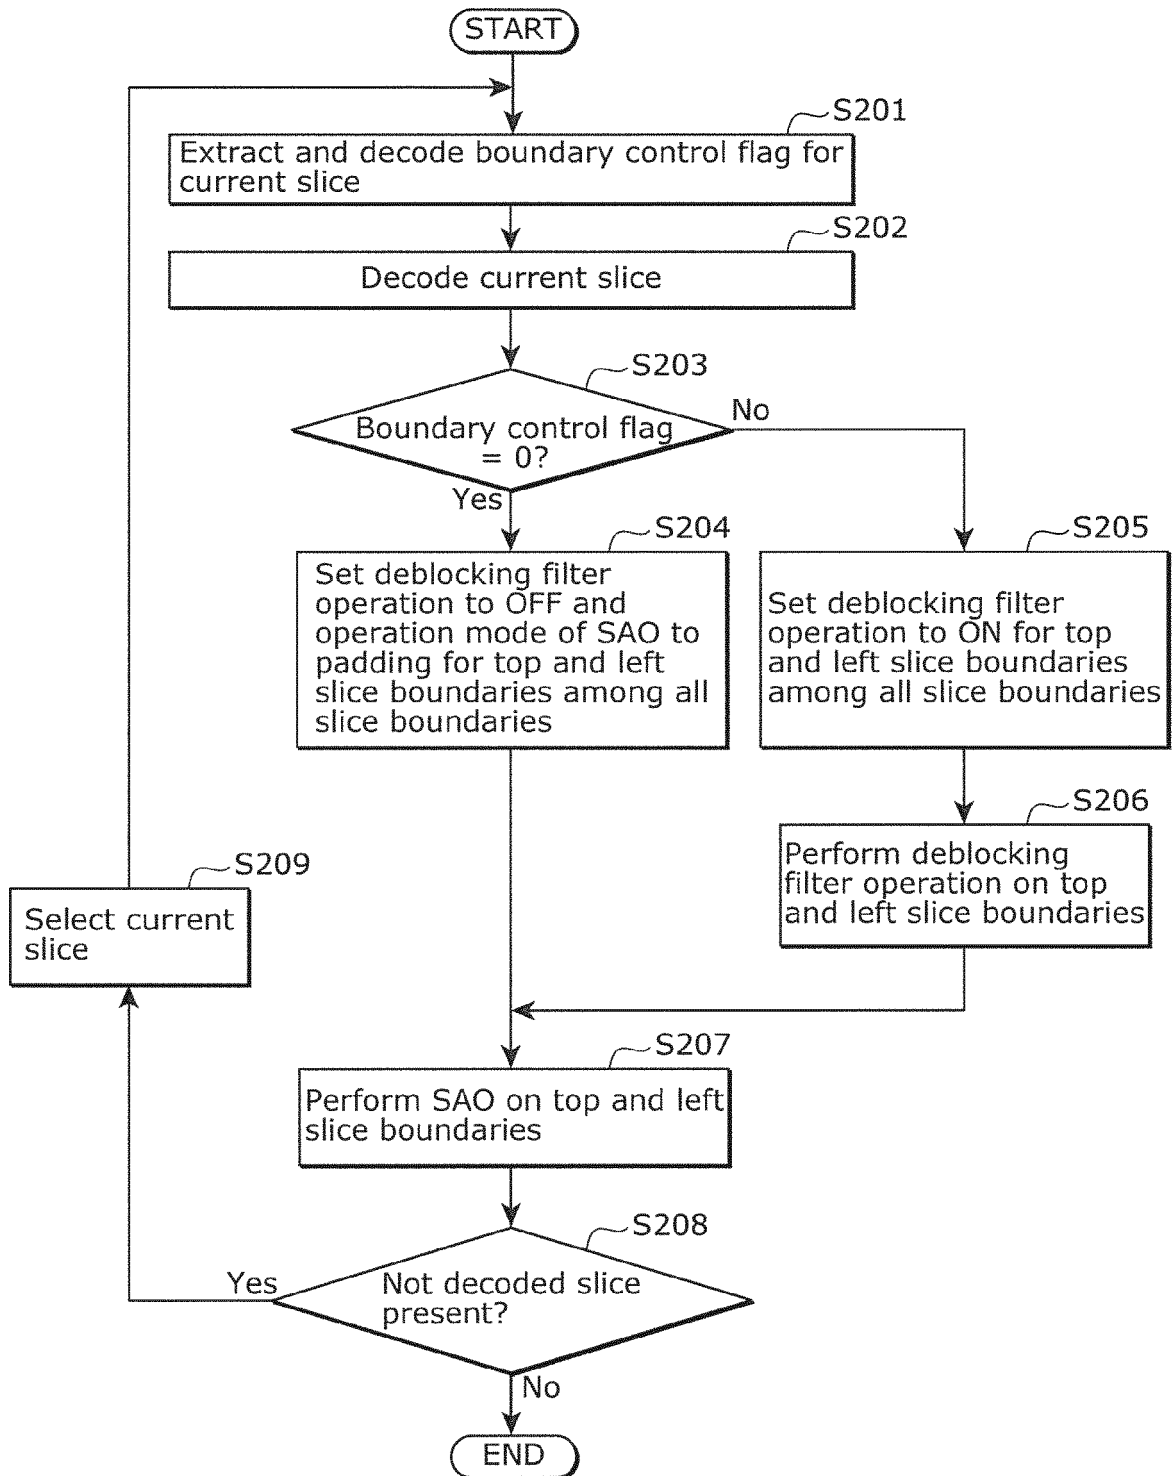 START
S201
Extract and decode boundary control flag for
current slice
S202
Decode current slice
S203
Boundary control flag
= 0?
No
Yes
S204
Set deblocking filter
operation to OFF and
operation mode of SAO to
padding for top and left
slice boundaries among all
slice boundaries
S205
Set deblocking filter
operation to ON for top
and left slice boundaries
among all slice boundaries
S206
Perform deblocking
filter operation on top
and left slice boundaries
S209
Select current
slice
S207
Perform SAO on top and left
slice boundaries
S208
Not decoded slice
present?
Yes
No
END